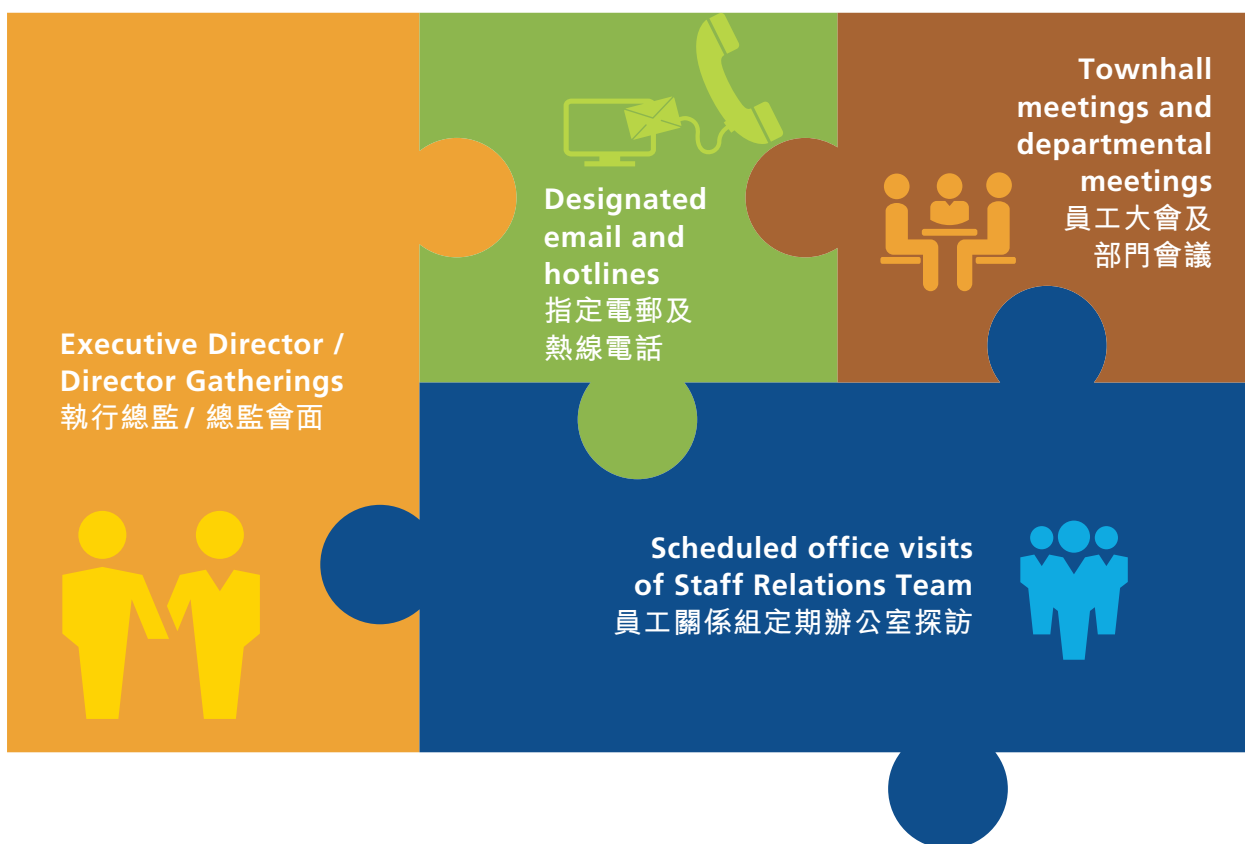 Executive Director /
Director Gatherings
執行總監 / 總監會面
Designated
email and
hotlines
指定電郵及
熱線電話
Townhall
meetings and
departmental
meetings
員工大會及
部門會議
Scheduled office visits
of Staff Relations Team
員工關係組定期辦公室探訪